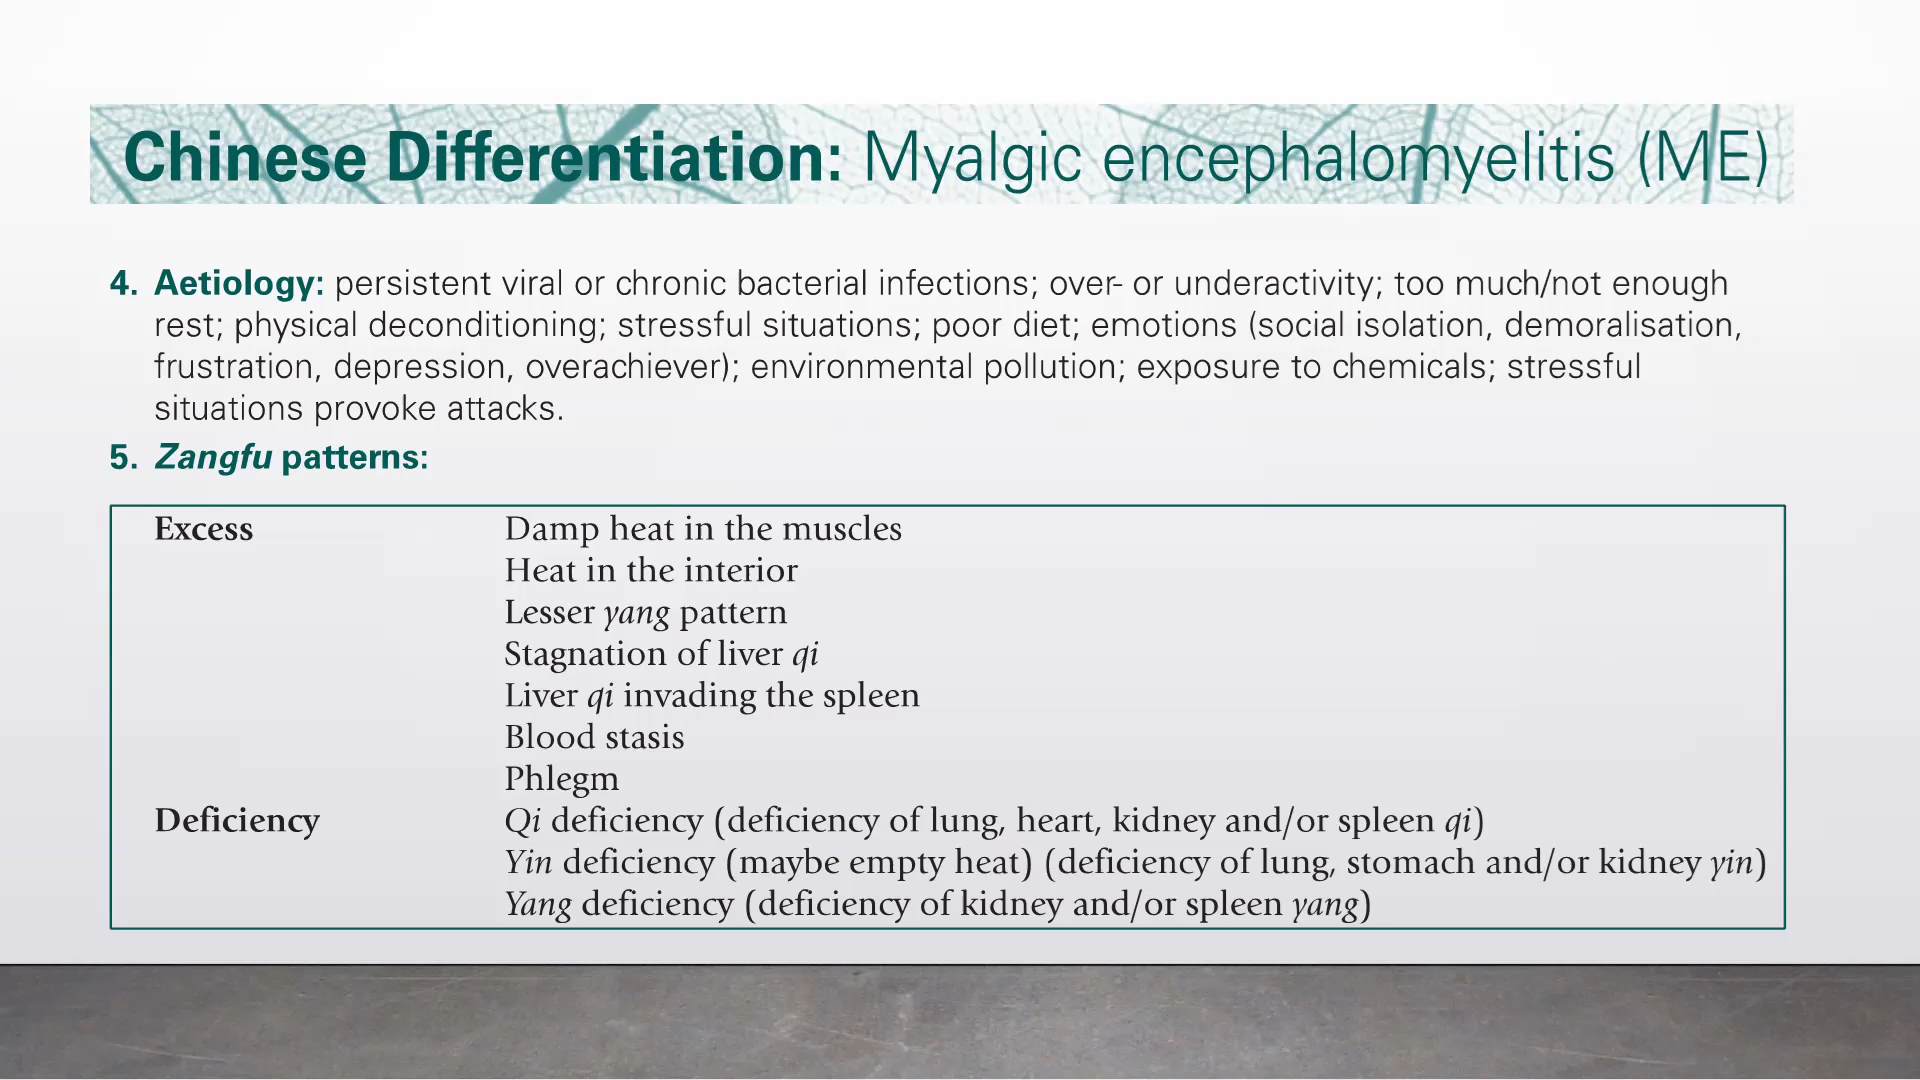 Chinese Differentiation: Myalgic encephalomyelitis (ME)
4. Aetiology: persistent viral or chronic bacterial infections; over- or underactivity; too much/not enough
rest; physical deconditioning; stressful situations; poor diet; emotions (social isolation, demoralisation,
frustration, depression, overachiever); environmental pollution; exposure to chemicals; stressful
situations provoke attacks.
5. Zangfu patterns:
Excess Damp heat in the muscles
Heat in the interior
Lesser yang pattern
Stagnation of liver qi
Liver qi invading the spleen
Blood stasis
Phlegm
Deficiency Qi deficiency (deficiency of lung, heart, kidney and/or spleen qi)
Yin deficiency (maybe empty heat) (deficiency of lung, stomach and/or kidney yin)
Yang deficiency (deficiency of kidney and/or spleen yang)